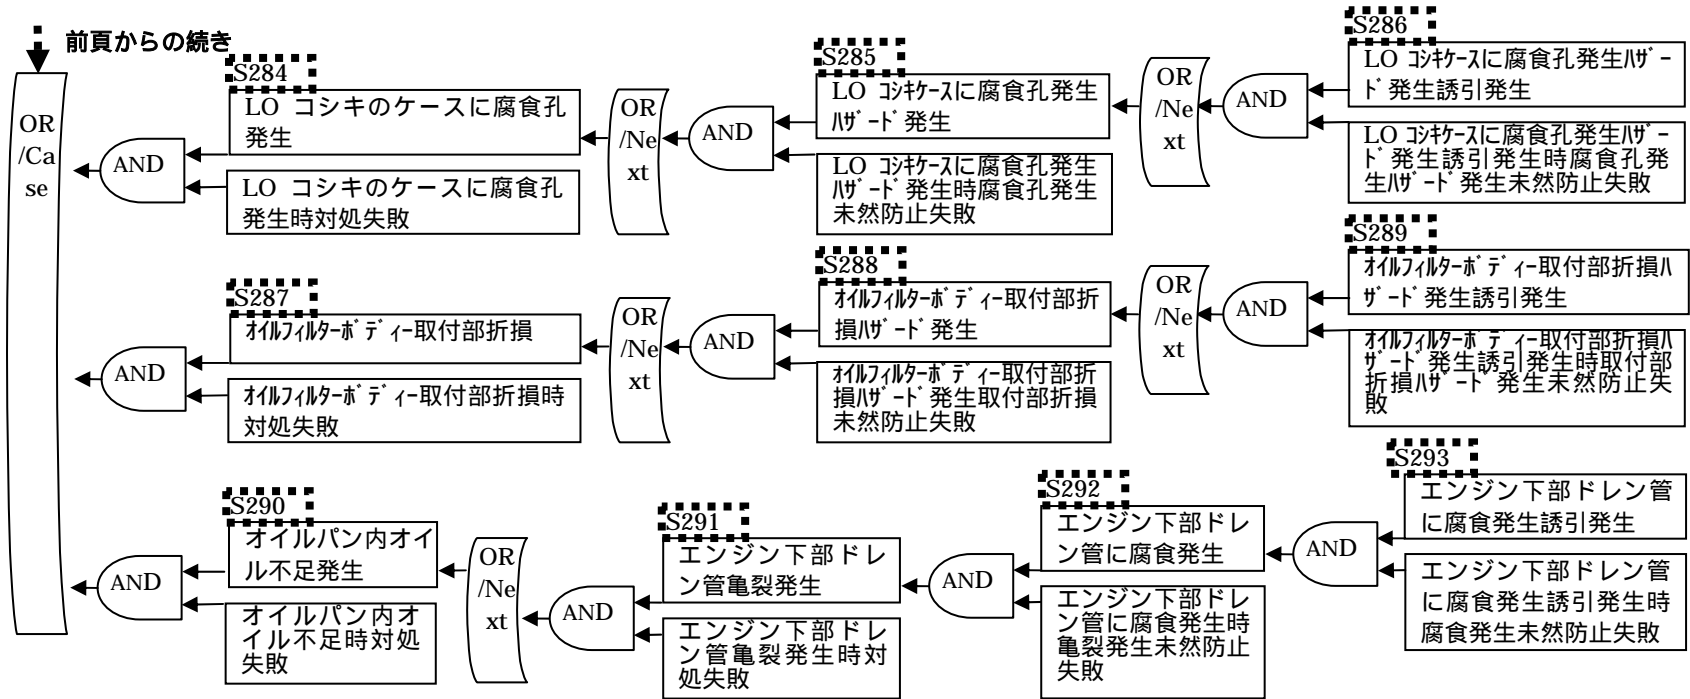 前頁からの続き
OR
/Ca
se
S284
LO コシキのケースに腐食孔
発生
AND
LO コシキのケースに腐食孔
発生時対処失敗
OR
/Ne
xt
S285
LO ｺｼｷｹｰｽに腐食孔発生
ﾊｻﾞｰﾄﾞ発生
AND
LO ｺｼｷｹｰｽに腐食孔発生
ﾊｻﾞｰﾄﾞ発生時腐食孔発生
未然防止失敗
OR
/Ne
xt
S286
LO ｺｼｷｹｰｽに腐食孔発生ﾊｻﾞｰ
ﾄﾞ発生誘引発生
AND
LO ｺｼｷｹｰｽに腐食孔発生ﾊｻﾞｰ
ﾄﾞ発生誘引発生時腐食孔発
生ﾊｻﾞｰﾄﾞ発生未然防止失敗
S287
ｵｲﾙﾌｨﾙﾀｰﾎﾞﾃﾞｨｰ取付部折損
AND
ｵｲﾙﾌｨﾙﾀｰﾎﾞﾃﾞｨｰ取付部折損時
対処失敗
OR
/Ne
xt
S288
ｵｲﾙﾌｨﾙﾀｰﾎﾞﾃﾞｨｰ取付部折
損ﾊｻﾞｰﾄﾞ発生
AND
ｵｲﾙﾌｨﾙﾀｰﾎﾞﾃﾞｨｰ取付部折
損ﾊｻﾞｰﾄﾞ発生取付部折損
未然防止失敗
OR
/Ne
xt
S289
ｵｲﾙﾌｨﾙﾀｰﾎﾞﾃﾞｨｰ取付部折損ﾊ
ｻﾞｰﾄﾞ発生誘引発生
AND
ｵｲﾙﾌｨﾙﾀｰﾎﾞﾃﾞｨｰ取付部折損ﾊ
ｻﾞｰﾄﾞ発生誘引発生時取付部
折損ﾊｻﾞｰﾄﾞ発生未然防止失
敗
S290
オイルパン内オイ
ル不足発生
AND
オイルパン内オ
イル不足時対処
失敗
OR
/Ne
xt
S291
エンジン下部ドレ
ン管亀裂発生
AND
エンジン下部ドレ
ン管亀裂発生時対
処失敗
S292
エンジン下部ドレ
ン管に腐食発生
AND
エンジン下部ドレ
ン管に腐食発生時
亀裂発生未然防止
失敗
S293
エンジン下部ドレン管
に腐食発生誘引発生
AND
エンジン下部ドレン管
に腐食発生誘引発生時
腐食発生未然防止失敗